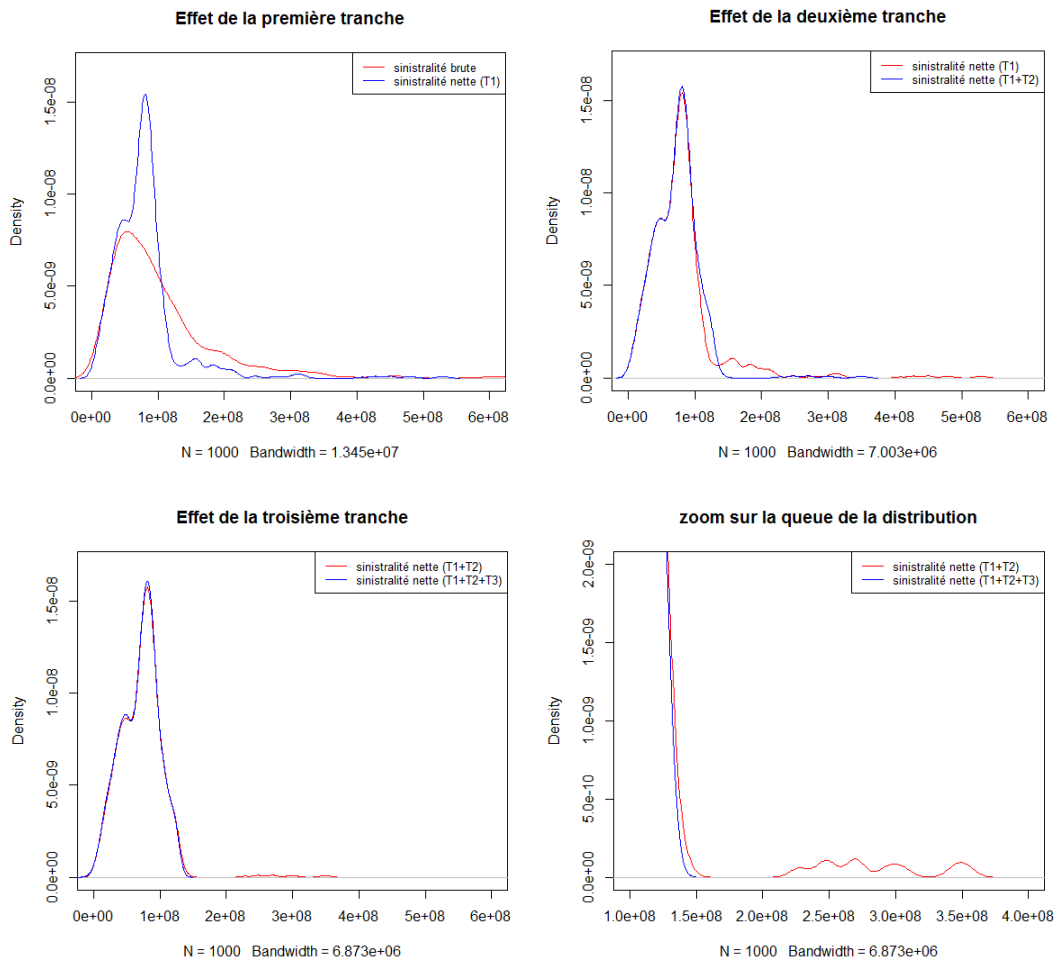 Effet de la première tranche
sinistralité brute
sinistralité nette (T1)
Density
0.0e+00 5.0e-09 1.0e-08 1.5e-08
0e+00 1e+08 2e+08 3e+08 4e+08 5e+08 6e+08
N = 1000 Bandwidth = 1.345e+07
Effet de la deuxième tranche
sinistralité nette (T1)
sinistralité nette (T1+T2)
Density
0.0e+00 5.0e-09 1.0e-08 1.5e-08
0e+00 1e+08 2e+08 3e+08 4e+08 5e+08 6e+08
N = 1000 Bandwidth = 7.003e+06
Effet de la troisième tranche
sinistralité nette (T1+T2)
sinistralité nette (T1+T2+T3)
Density
0.0e+00 5.0e-09 1.0e-08 1.5e-08
0e+00 1e+08 2e+08 3e+08 4e+08 5e+08 6e+08
N = 1000 Bandwidth = 6.873e+06
zoom sur la queue de la distribution
sinistralité nette (T1+T2)
sinistralité nette (T1+T2+T3)
Density
0.0e+00 5.0e-10 1.0e-09 1.5e-09 2.0e-09
1.0e+08 1.5e+08 2.0e+08 2.5e+08 3.0e+08 3.5e+08 4.0e+08
N = 1000 Bandwidth = 6.873e+06